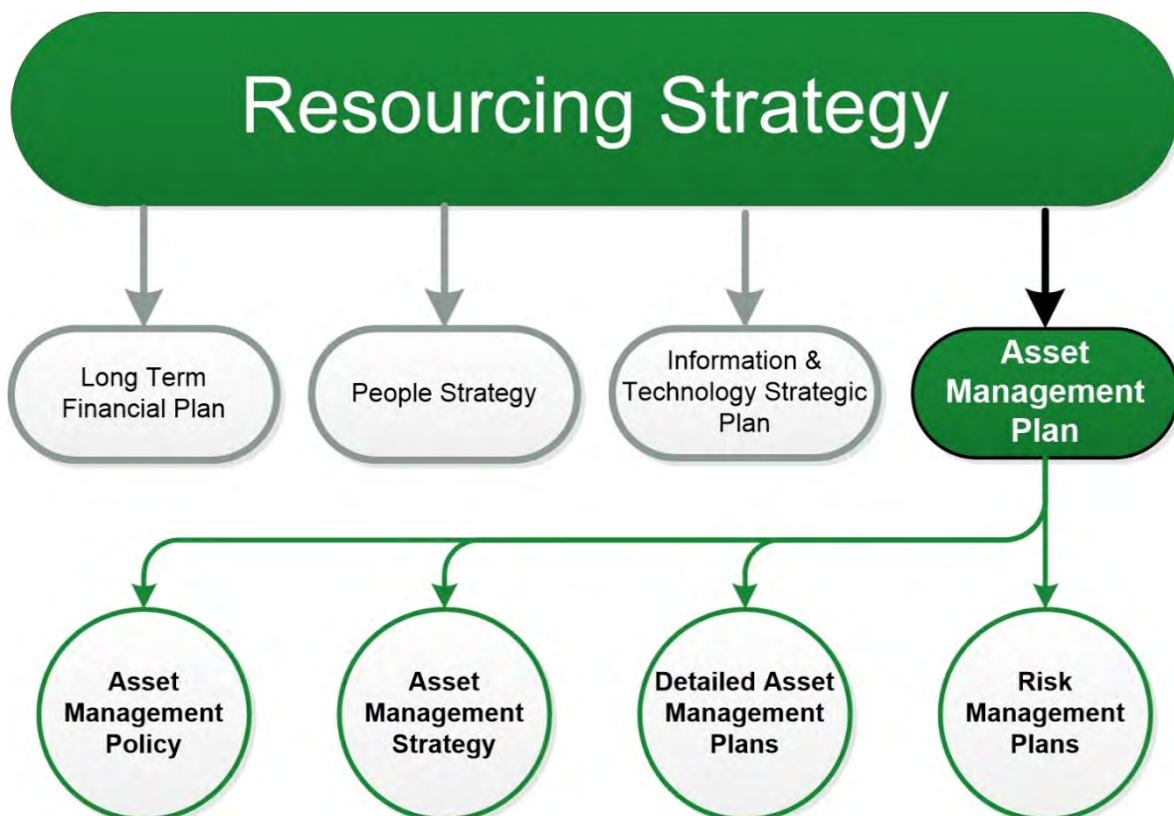 Resourcing Strategy
Long Term
Financial Plan
People Strategy
Information &
Technology Strategic
Plan
Asset
Management
Plan
Asset
Management
Policy
Asset
Management
Strategy
Detailed Asset
Management
Plans
Risk
Management
Plans